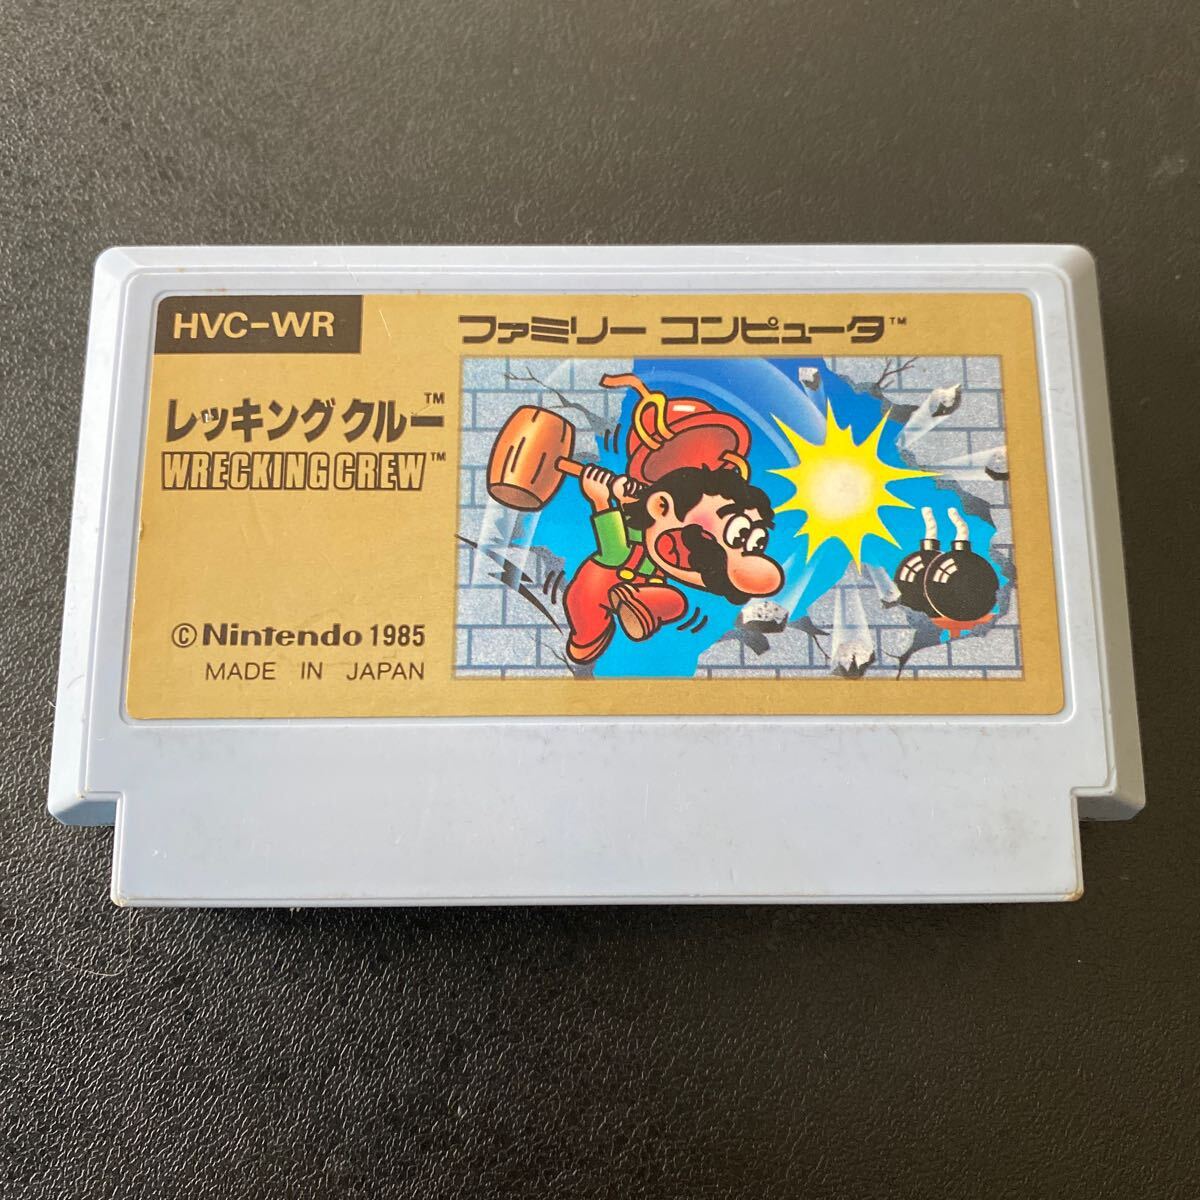 HVC-WR
ファミリー コンピュータ™
レッキングクルー™
WRECKING CREW™
©Nintendo 1985
MADE IN JAPAN